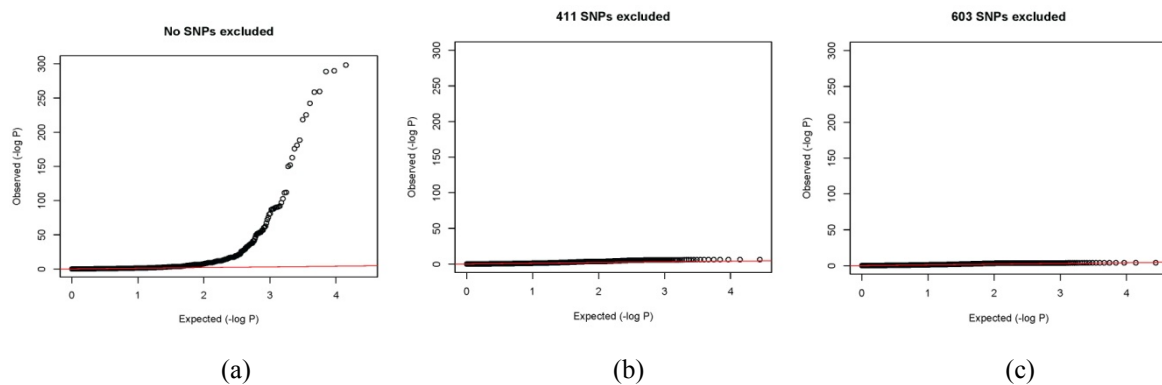 No SNPs excluded
Observed (-log P)
300
250
200
150
100
50
0
0 1 2 3 4
Expected (-log P)
(a)
411 SNPs excluded
Observed (-log P)
300
250
200
150
100
50
0
0 1 2 3 4
Expected (-log P)
(b)
603 SNPs excluded
Observed (-log P)
300
250
200
150
100
50
0
0 1 2 3 4
Expected (-log P)
(c)